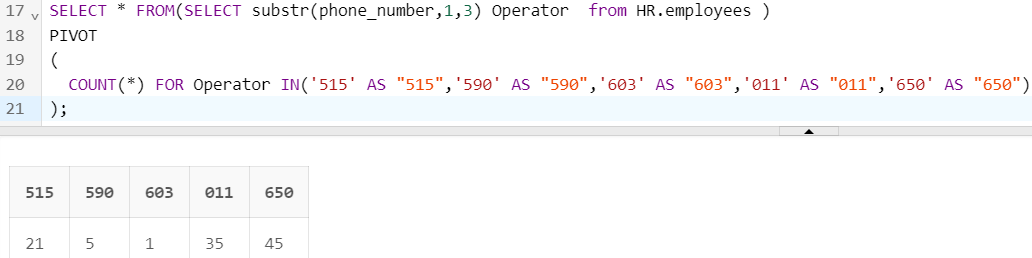 17 SELECT * FROM(SELECT substr(phone_number,1,3) Operator  from HR.employees )
18 PIVOT
19 (
20   COUNT(*) FOR Operator IN('515' AS "515",'590' AS "590",'603' AS "603",'011' AS "011",'650' AS "650")
21 );
515 590 603 011 650
21 5 1 35 45